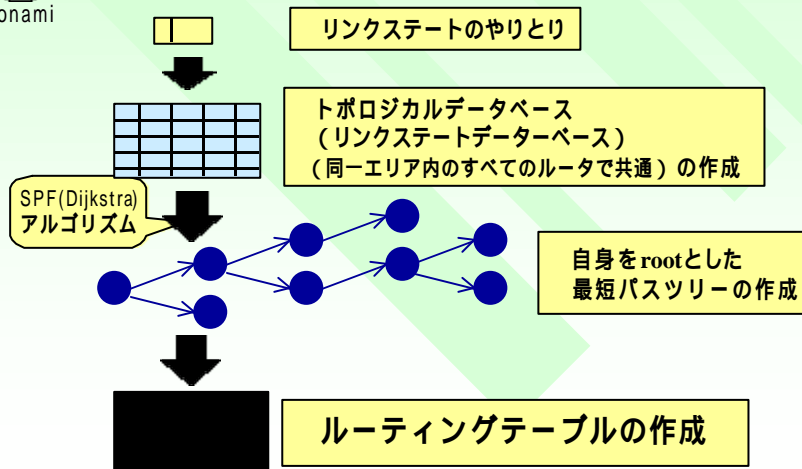 onami
リンクステートのやりとり
トポロジカルデータベース
(リンクステートデーターベース)
(同一エリア内のすべてのルータで共通)の作成
SPF(Dijkstra)
アルゴリズム
自身をrootとした
最短パスツリーの作成
ルーティングテーブルの作成